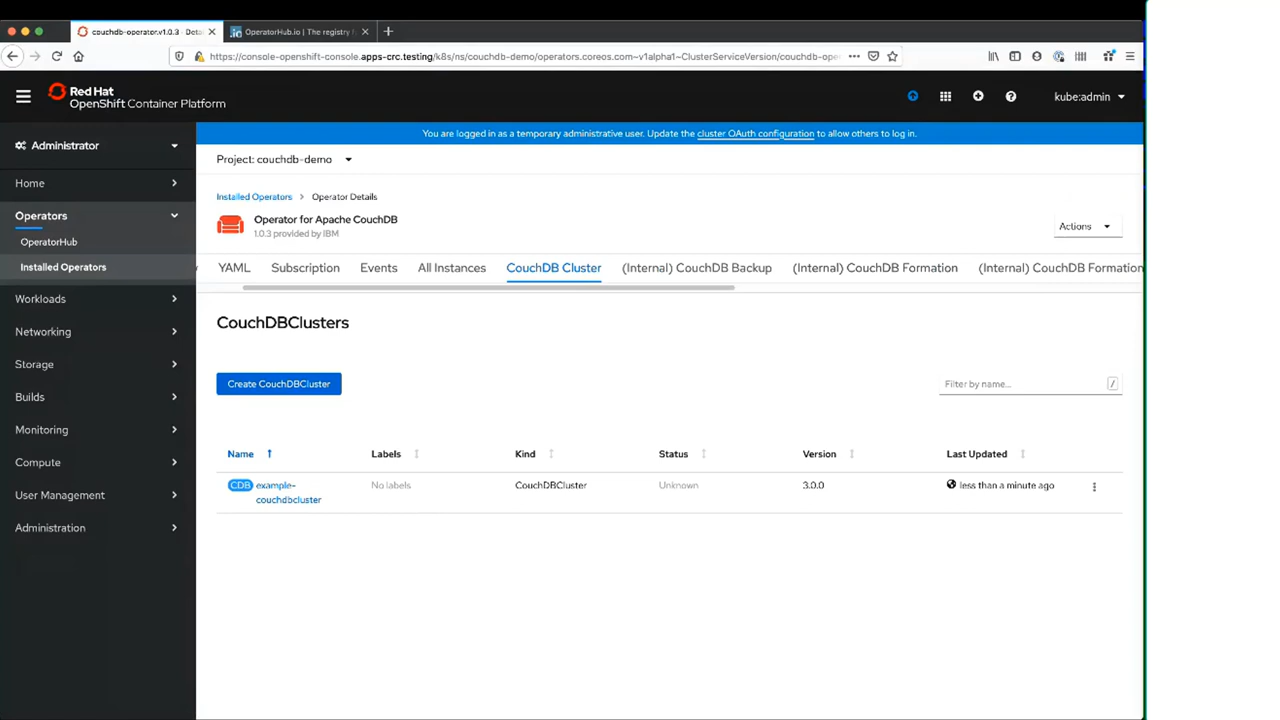 couchdb-operator.v1.0.3 · Deta
OperatorHub.io | The registry f
https://console-openshift-console.apps-crc.testing/k8s/ns/couchdb-demo/operators.coreos.com~v1alpha1~ClusterServiceVersion/couchdb-ope
Red Hat
OpenShift Container Platform
kube:admin
You are logged in as a temporary administrative user. Update the cluster OAuth configuration to allow others to log in.
Administrator
Home
Operators
OperatorHub
Installed Operators
Workloads
Networking
Storage
Builds
Monitoring
Compute
User Management
Administration
Project: couchdb-demo
Installed Operators > Operator Details
Operator for Apache CouchDB
1.0.3 provided by IBM
Actions
YAML Subscription Events All Instances CouchDB Cluster (Internal) CouchDB Backup (Internal) CouchDB Formation (Internal) CouchDB Formation
CouchDBClusters
Create CouchDBCluster
Filter by name...
/
Name Labels Kind Status Version Last Updated
CDB example-
couchdbcluster
No labels
CouchDBCluster
Unknown
3.0.0
less than a minute ago